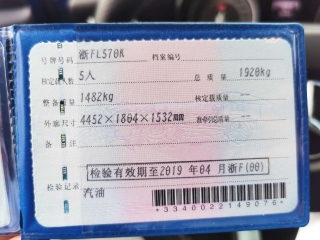 号牌号码 浙FL570K 档案编号
核定载人数 5人 总质量 1920kg
整备质量 1482kg 核定载质量 --
外廓尺寸 4452×1804×1532mm 准牵引总质量 --
备注
检验有效期至2019 年04 月浙F(00)
检验记录
汽油
*3340022149076*